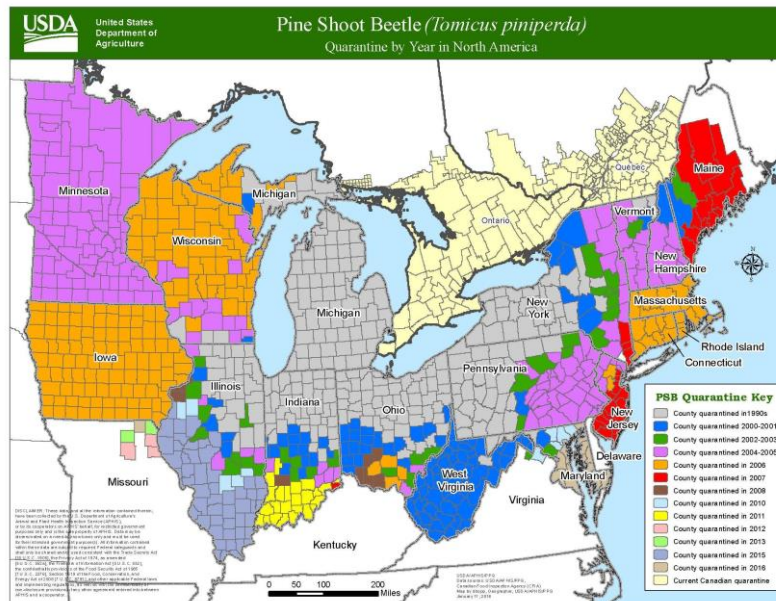 USDA
United States
Department of
Agriculture
Pine Shoot Beetle (Tomicus piniperda)
Quarantine by Year in North America
Minnesota
Wisconsin
Michigan
Michigan
Iowa
Illinois
Indiana
Ohio
Missouri
Kentucky
West
Virginia
Virginia
Maryland
Delaware
New
Jersey
Pennsylvania
New
York
Ontario
Quebec
Vermont
Maine
New
Hampshire
Massachusetts
Rhode Island
Connecticut
PSB Quarantine Key
County quarantined in 1990s
County quarantined 2000-2001
County quarantined 2002-2003
County quarantined 2004-2005
County quarantined in 2006
County quarantined in 2007
County quarantined in 2008
County quarantined in 2010
County quarantined in 2011
County quarantined in 2012
County quarantined in 2013
County quarantined in 2015
County quarantined in 2016
Current Canadian quarantine
0 50 100 200
Miles